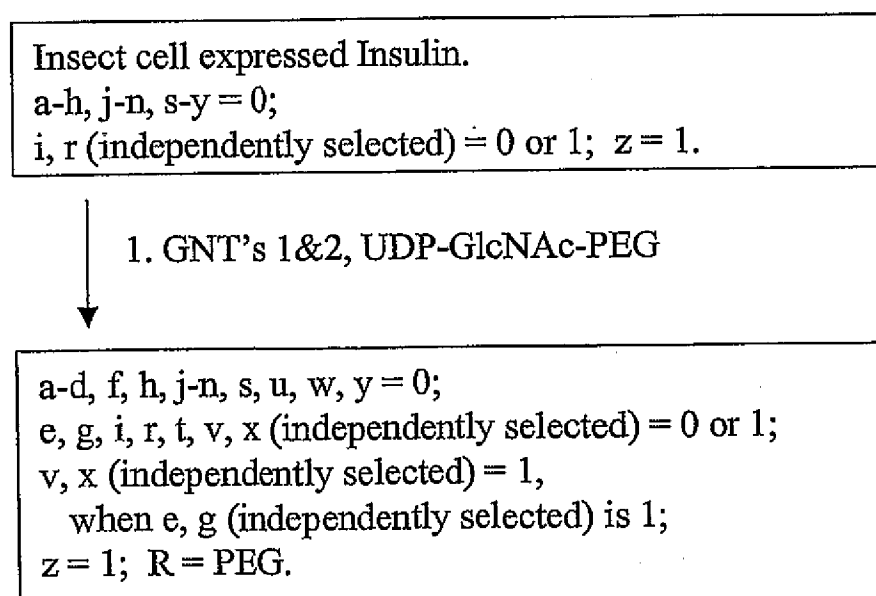 Insect cell expressed Insulin.
a-h, j-n, s-y = 0;
i, r (independently selected) = 0 or 1; z = 1.
1. GNT's 1&2, UDP-GlcNAc-PEG
a-d, f, h, j-n, s, u, w, y = 0;
e, g, i, r, t, v, x (independently selected) = 0 or 1;
v, x (independently selected) = 1,
when e, g (independently selected) is 1;
z = 1; R = PEG.